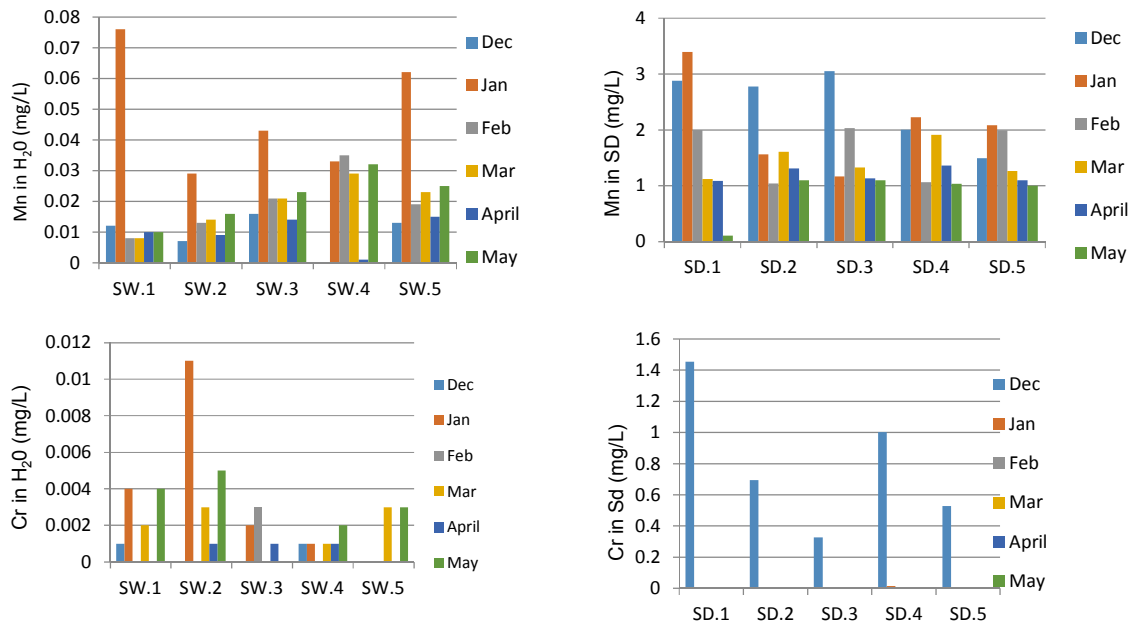 Mn in H₂0 (mg/L)
0.08
0.07
0.06
0.05
0.04
0.03
0.02
0.01
0
SW.1 SW.2 SW.3 SW.4 SW.5
Dec
Jan
Feb
Mar
April
May
Mn in SD (mg/L)
4
3
2
1
0
SD.1 SD.2 SD.3 SD.4 SD.5
Dec
Jan
Feb
Mar
April
May
Cr in H₂0 (mg/L)
0.012
0.01
0.008
0.006
0.004
0.002
0
SW.1 SW.2 SW.3 SW.4 SW.5
Dec
Jan
Feb
Mar
April
May
Cr in Sd (mg/L)
1.6
1.4
1.2
1
0.8
0.6
0.4
0.2
0
SD.1 SD.2 SD.3 SD.4 SD.5
Dec
Jan
Feb
Mar
April
May